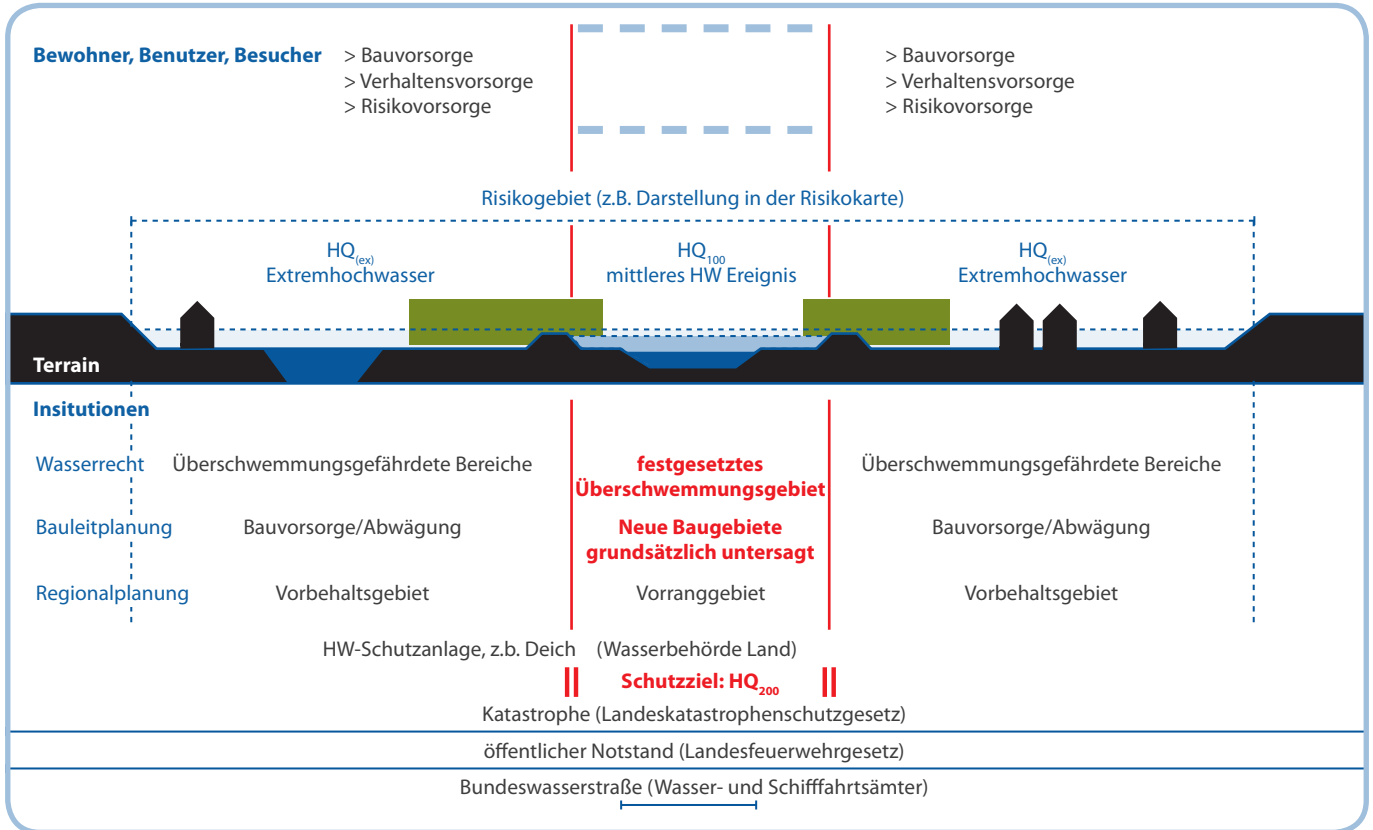 Bewohner, Benutzer, Besucher > Bauvorsorge > Bauvorsorge
> Verhaltensvorsorge > Verhaltensvorsorge
> Risikovorsorge > Risikovorsorge
Risikogebiet (z.B. Darstellung in der Risikokarte)
HQ(ex) HQ100 HQ(ex)
Extremhochwasser mittleres HW Ereignis Extremhochwasser
Terrain
Insitutionen
Wasserrecht Überschwemmungsgefährdete Bereiche festgesetztes Überschwemmungsgefährdete Bereiche
Überschwemmungsgebiet
Bauleitplanung Bauvorsorge/Abwägung Neue Baugebiete Bauvorsorge/Abwägung
grundsätzlich untersagt
Regionalplanung Vorbehaltsgebiet Vorranggebiet Vorbehaltsgebiet
HW-Schutzanlage, z.b. Deich (Wasserbehörde Land)
Schutzziel: HQ200
Katastrophe (Landeskatastrophenschutzgesetz)
öffentlicher Notstand (Landesfeuerwehrgesetz)
Bundeswasserstraße (Wasser- und Schifffahrtsämter)